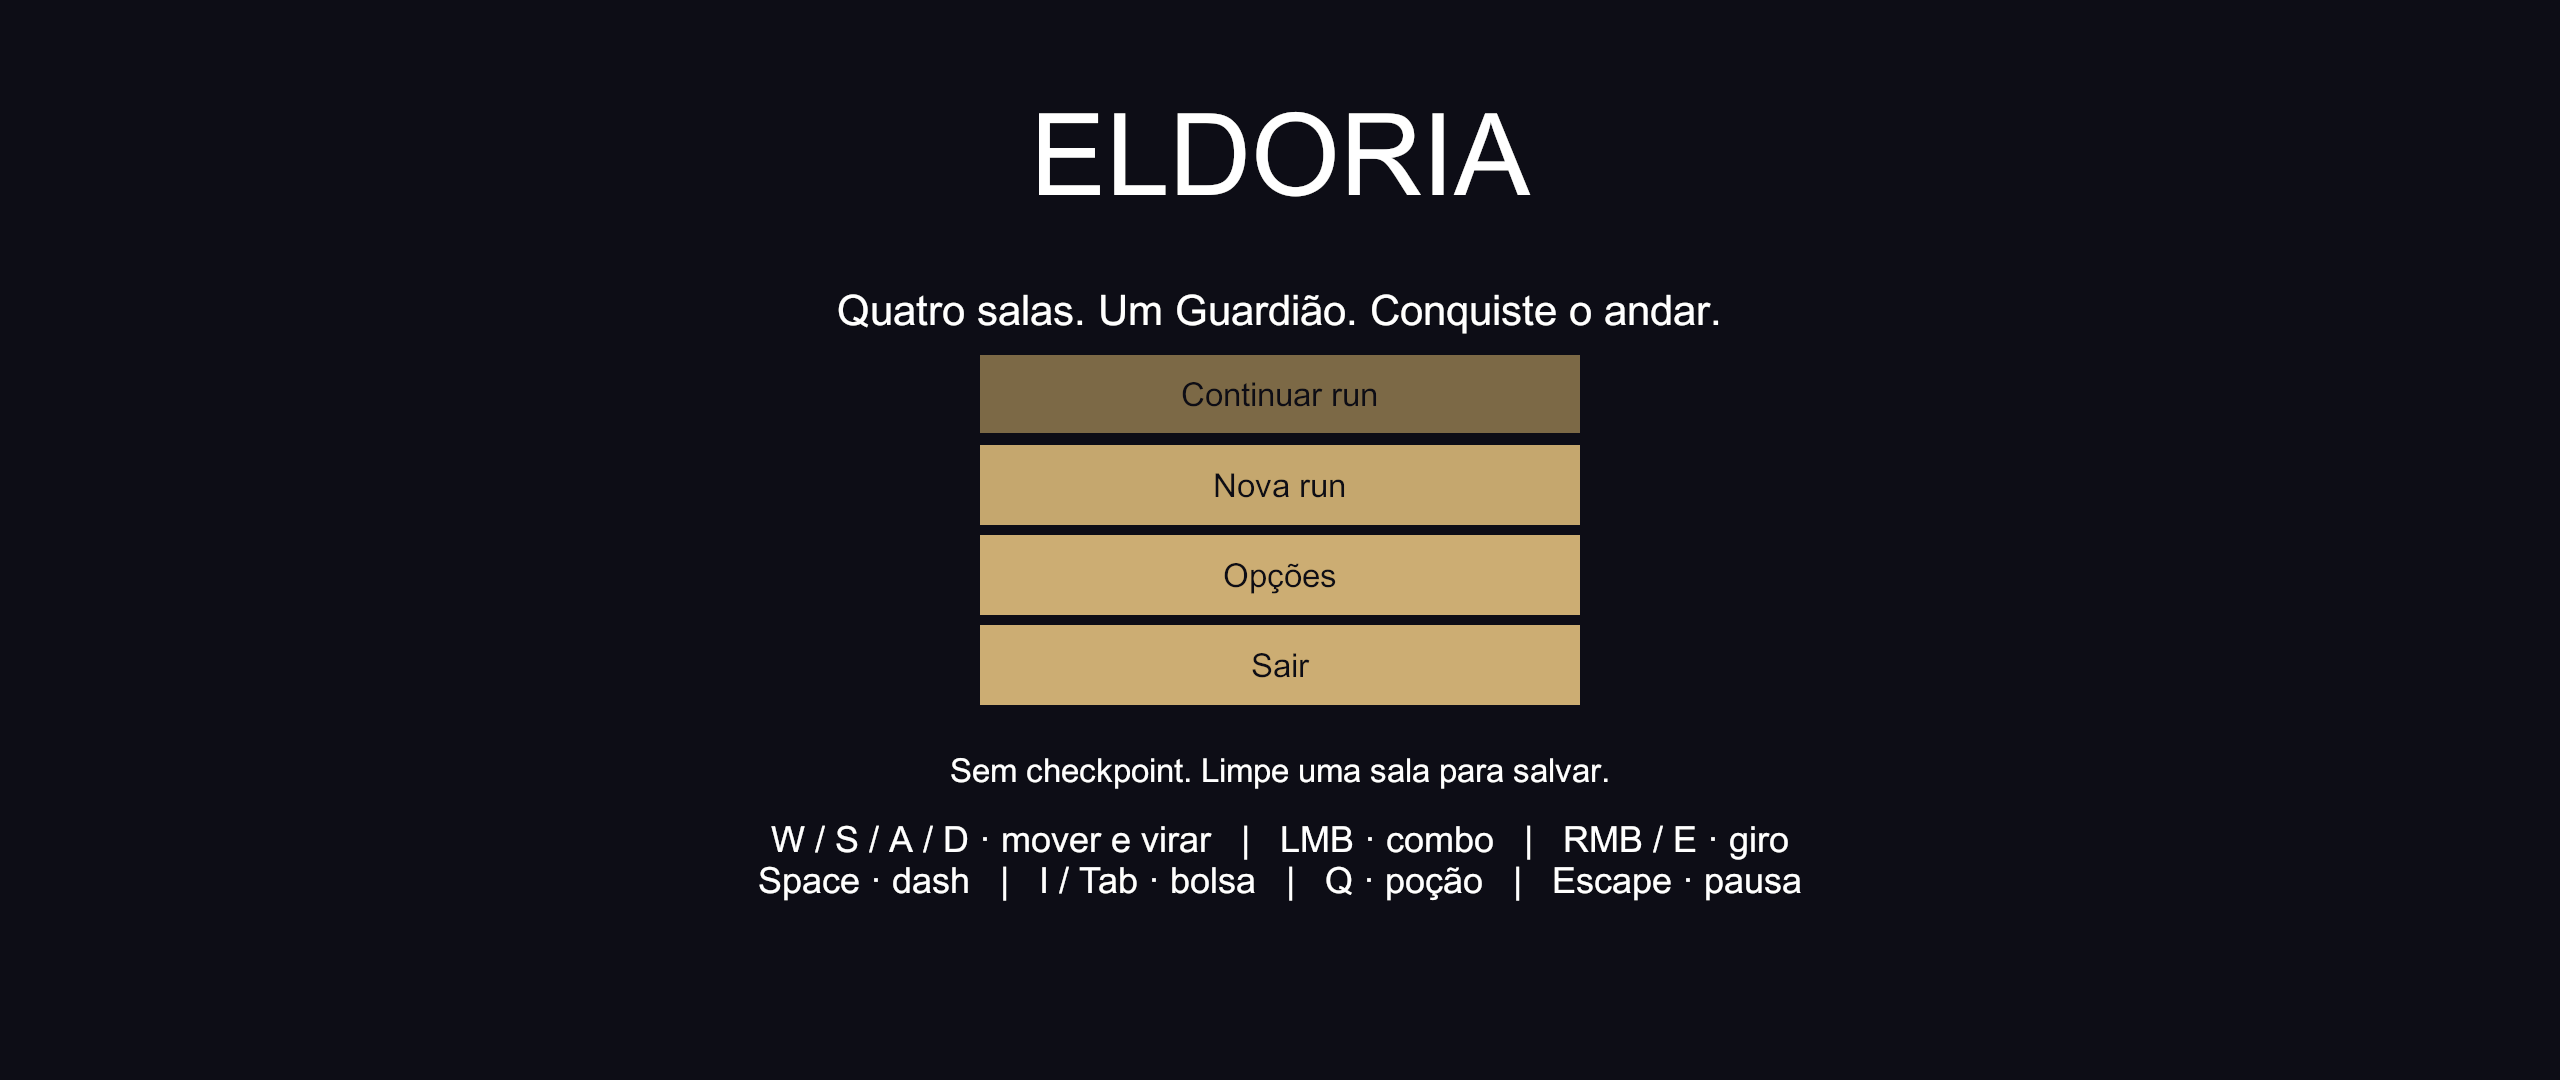 ELDORIA
Quatro salas. Um Guardião. Conquiste o andar.
Continuar run
Nova run
Opções
Sair
Sem checkpoint. Limpe uma sala para salvar.
W / S / A / D · mover e virar | LMB · combo | RMB / E · giro
Space · dash | I / Tab · bolsa | Q · poção | Escape · pausa